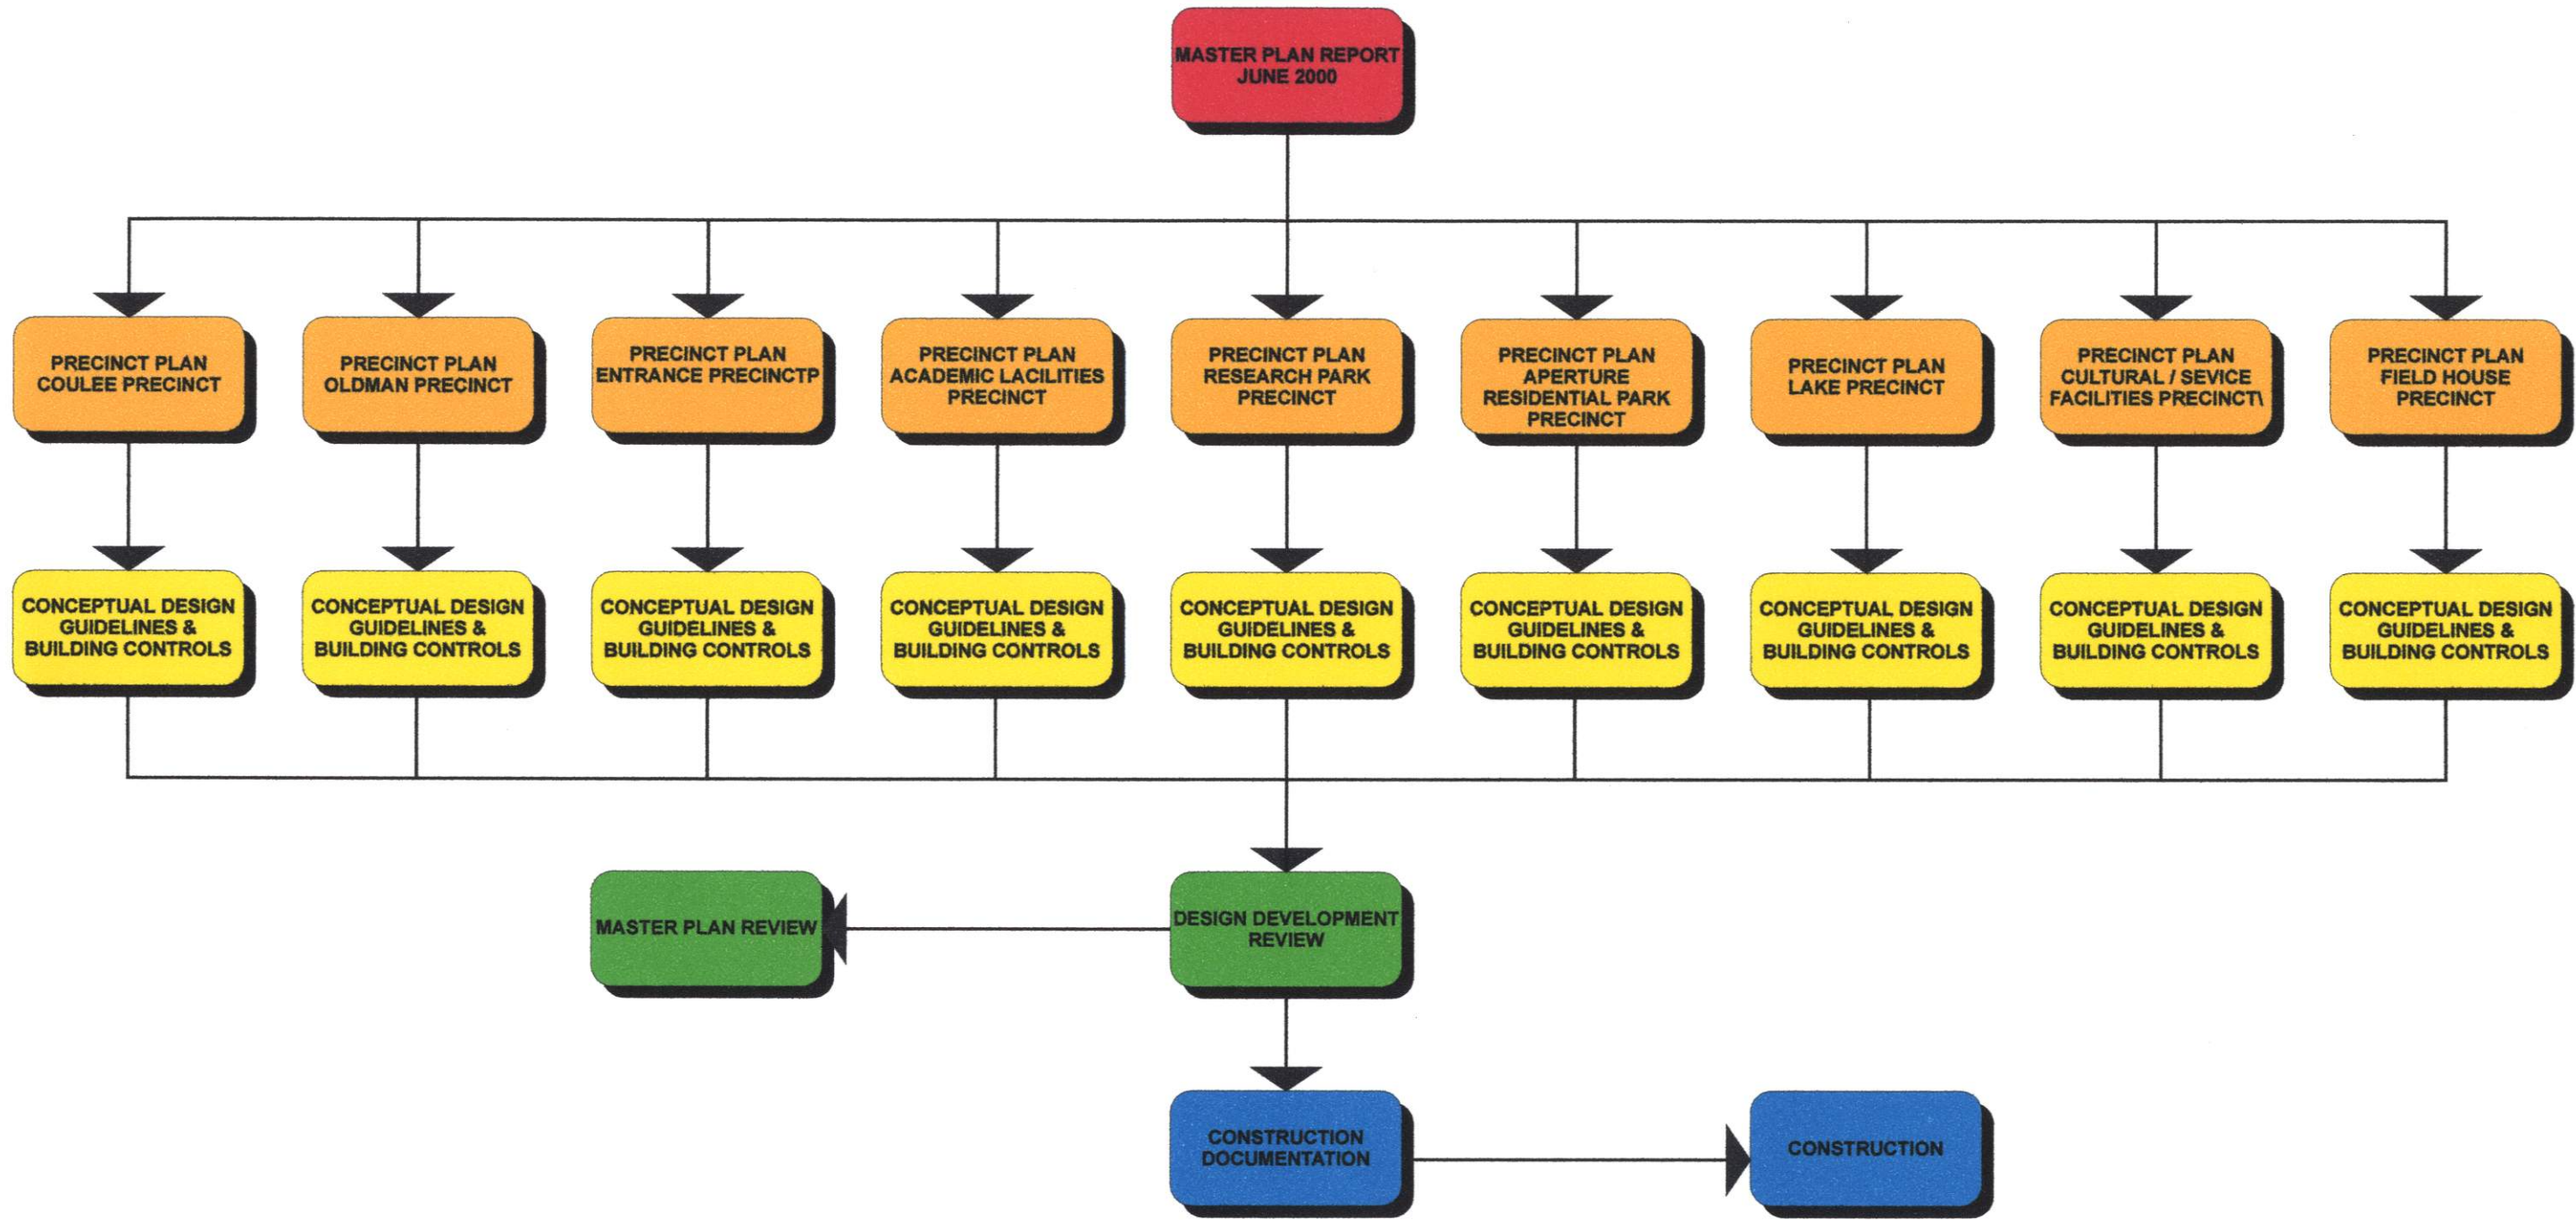 MASTER PLAN REPORT
JUNE 2000
PRECINCT PLAN
COULEE PRECINCT
PRECINCT PLAN
OLDMAN PRECINCT
PRECINCT PLAN
ENTRANCE PRECINCTP
PRECINCT PLAN
ACADEMIC LACILITIES
PRECINCT
PRECINCT PLAN
RESEARCH PARK
PRECINCT
PRECINCT PLAN
APERTURE
RESIDENTIAL PARK
PRECINCT
PRECINCT PLAN
LAKE PRECINCT
PRECINCT PLAN
CULTURAL / SEVICE
FACILITIES PRECINCT\
PRECINCT PLAN
FIELD HOUSE
PRECINCT
CONCEPTUAL DESIGN
GUIDELINES &
BUILDING CONTROLS
CONCEPTUAL DESIGN
GUIDELINES &
BUILDING CONTROLS
CONCEPTUAL DESIGN
GUIDELINES &
BUILDING CONTROLS
CONCEPTUAL DESIGN
GUIDELINES &
BUILDING CONTROLS
CONCEPTUAL DESIGN
GUIDELINES &
BUILDING CONTROLS
CONCEPTUAL DESIGN
GUIDELINES &
BUILDING CONTROLS
CONCEPTUAL DESIGN
GUIDELINES &
BUILDING CONTROLS
CONCEPTUAL DESIGN
GUIDELINES &
BUILDING CONTROLS
CONCEPTUAL DESIGN
GUIDELINES &
BUILDING CONTROLS
MASTER PLAN REVIEW
DESIGN DEVELOPMENT
REVIEW
CONSTRUCTION
DOCUMENTATION
CONSTRUCTION